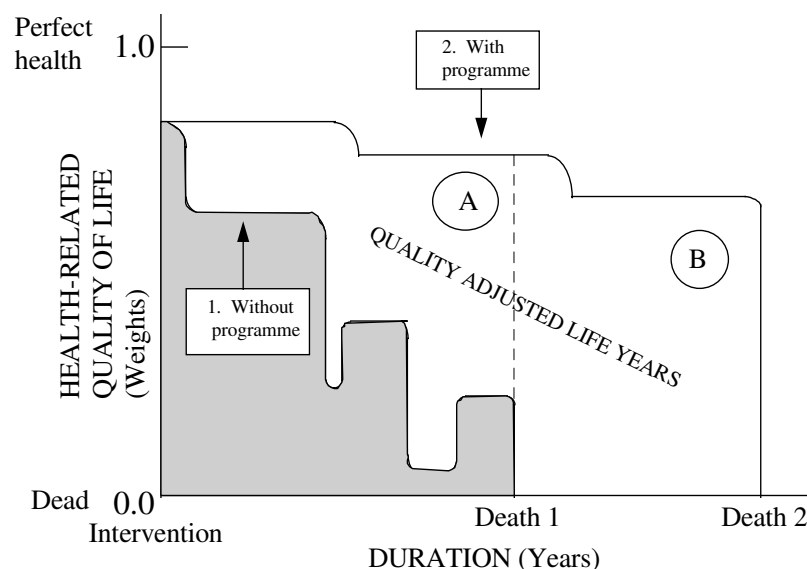 Perfect
health
1.0
2. With
programme
HEALTH-RELATED
QUALITY OF LIFE
(Weights)
A
B
QUALITY ADJUSTED LIFE YEARS
1. Without
programme
Dead
0.0
Intervention
Death 1
Death 2
DURATION (Years)